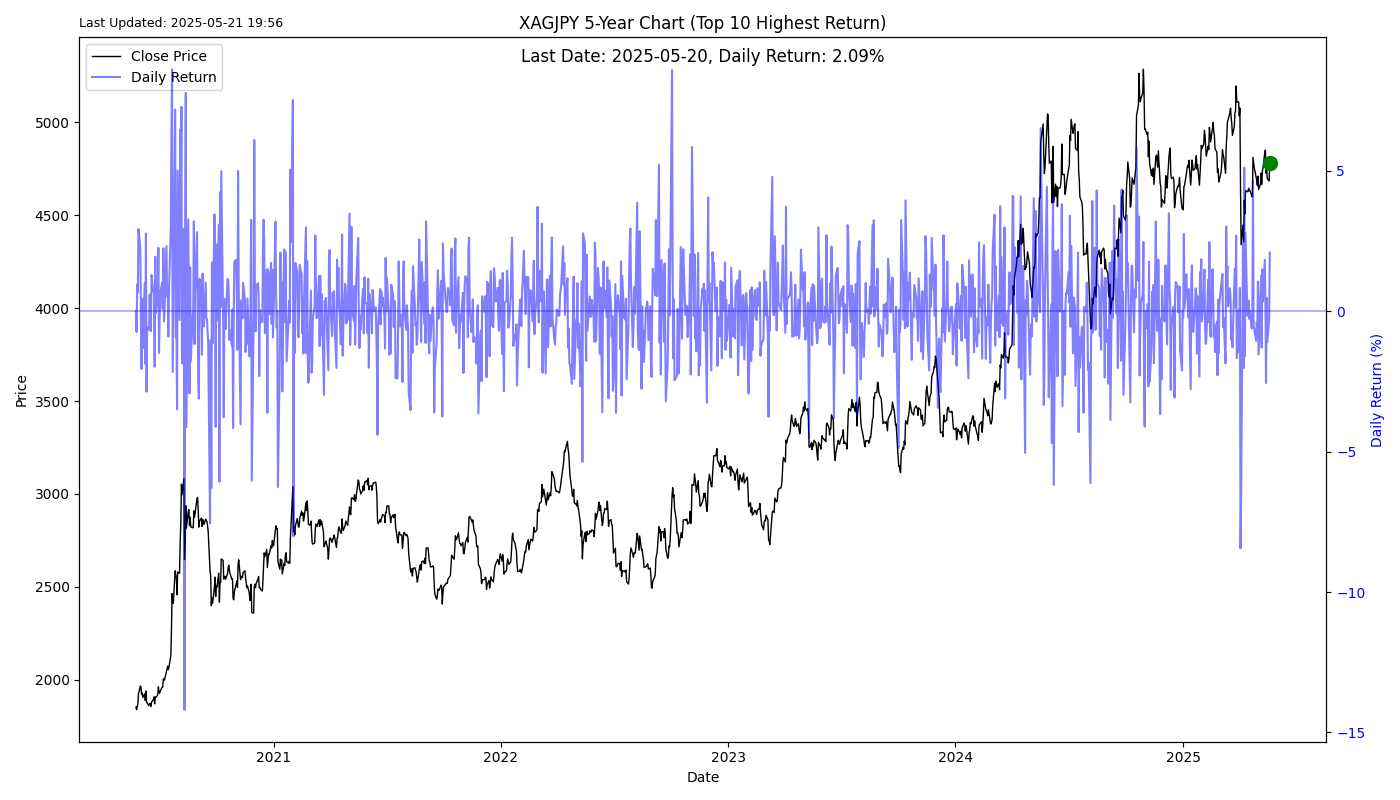 Last Updated: 2025-05-21 19:56
XAGJPY 5-Year Chart (Top 10 Highest Return)
Last Date: 2025-05-20, Daily Return: 2.09%
Close Price
Daily Return
5000
4500
4000
3500
3000
2500
2000
Price
5
0
−5
−10
−15
Daily Return (%)
2021
2022
2023
2024
2025
Date